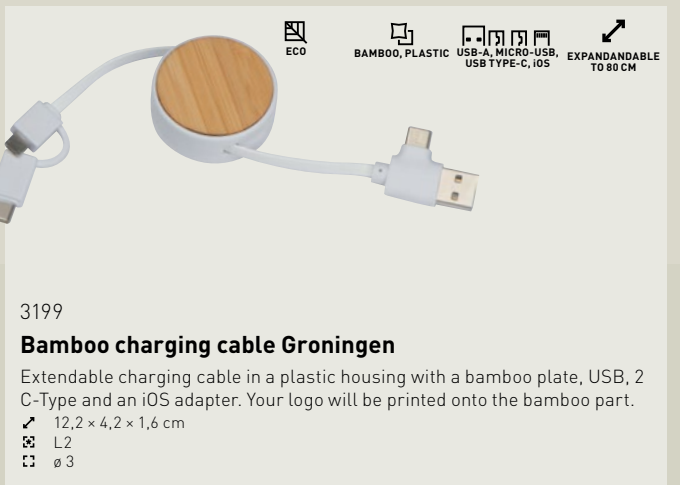 ECO
BAMBOO, PLASTIC
USB-A, MICRO-USB,
USB TYPE-C, iOS
EXPANDANDABLE
TO 80 CM
3199
Bamboo charging cable Groningen
Extendable charging cable in a plastic housing with a bamboo plate, USB, 2
C-Type and an iOS adapter. Your logo will be printed onto the bamboo part.
12,2 × 4,2 × 1,6 cm
L2
ø 3